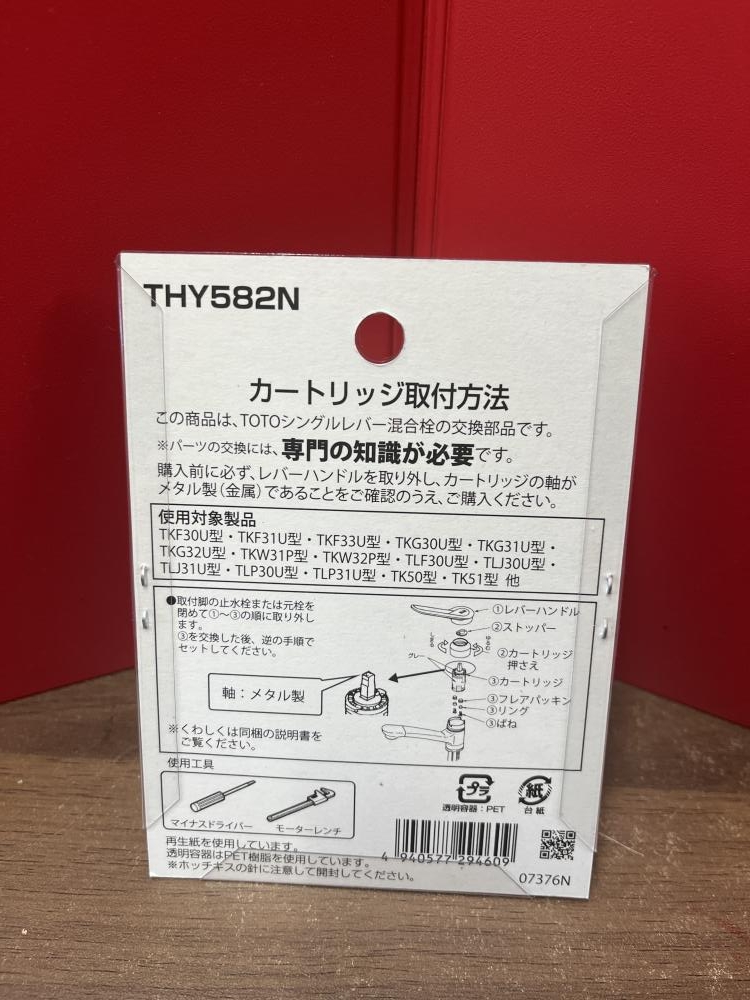 THY582N
カートリッジ取付方法
この商品は、TOTOシングルレバー混合栓の交換部品です。
※パーツの交換には、専門の知識が必要です。
購入前に必ず、レバーハンドルを取り外し、カートリッジの軸が
メタル製(金属)であることをご確認のうえ、ご購入ください。
使用対象製品
TKF30U型・TKF31U型・TKF33U型・TKG30U型・TKG31U型・
TKG32U型・TKW31P型・TKW32P型・TLF30U型・TLJ30U型・
TLJ31U型・TLP30U型・TLP31U型・TK50型・TK51型 他
●取付脚の止水栓または元栓を
閉めて①~③の順に取り外し
ます。
③を交換した後、逆の手順で
セットしてください。
軸:メタル製
※くわしくは同梱の説明書を
ご覧ください。
①レバーハンドル
②ストッパー
しまる
ゆるむ
②カートリッジ
押さえ
グレー
③カートリッジ
③フレアパッキン
③リング
③ばね
使用工具
マイナスドライバー
モーターレンチ
プラ
透明容器:PET
紙
台紙
再生紙を使用しています。
透明容器はPET樹脂を使用しています。
※ホッチキスの針に注意して開封してください。
4 940577 294609
07376N